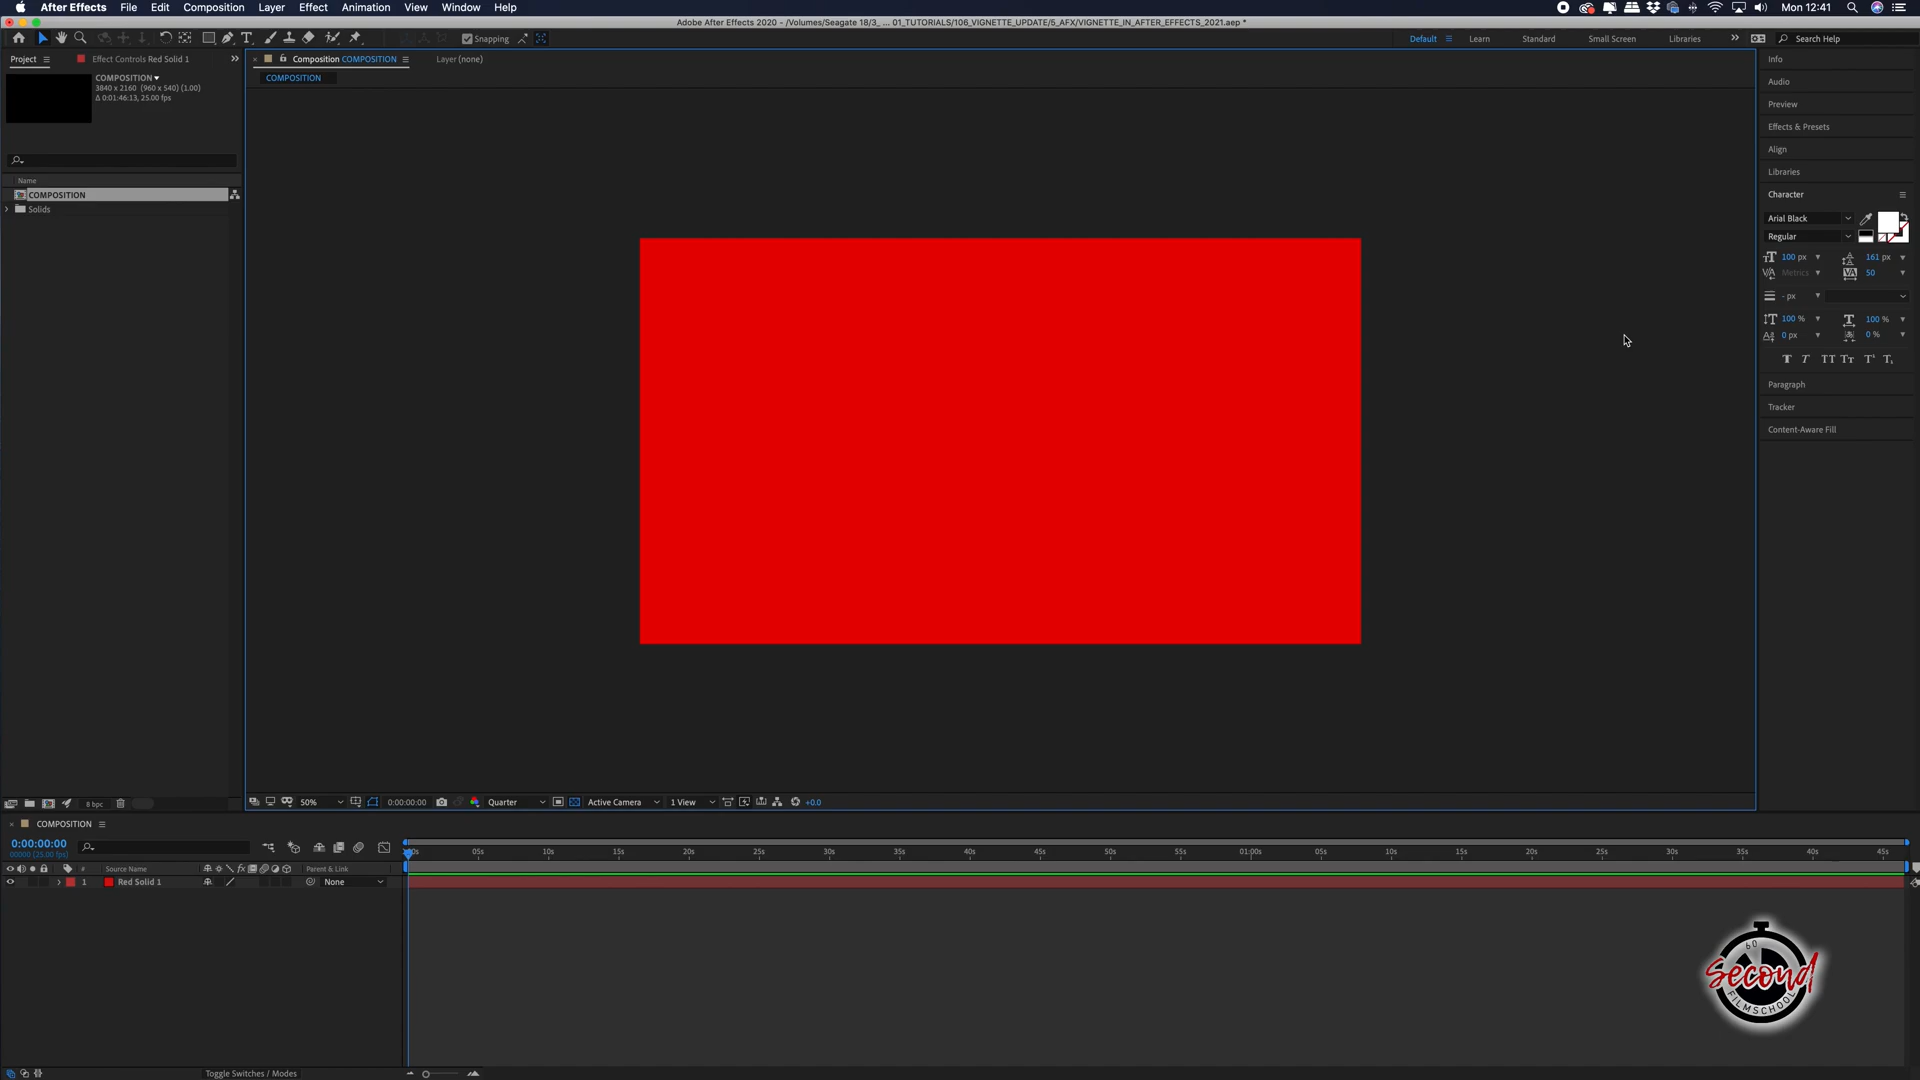 After Effects File Edit Composition Layer Effect Animation View Window Help Mon 12:41
Adobe After Effects 2020 - /Volumes/Seagate 18/3_ ... 01_TUTORIALS/106_VIGNETTE_UPDATE/5_AFX/VIGNETTE_IN_AFTER_EFFECTS_2021.aep *
Snapping Default Learn Standard Small Screen Libraries Search Help
Project Effect Controls Red Solid 1 Composition COMPOSITION Layer (none) Info
COMPOSITION COMPOSITION
3840 x 2160 (960 x 540) (1.00) Audio
Δ 0:01:46:13, 25.00 fps
Preview
Effects & Presets
Align
Libraries
Name
COMPOSITION Character
Solids
Arial Black
Regular
100 px 161 px
Metrics 50
- px
100 % 100 %
0 px 0 %
Paragraph
Tracker
Content-Aware Fill
8 bpc 50% 0:00:00:00 Quarter Active Camera 1 View +0.0
COMPOSITION
0:00:00:00
00000 (25.00 fps) 05s 10s 15s 20s 25s 30s 35s 40s 45s 50s 55s 01:00s 05s 10s 15s 20s 25s 30s 35s 40s 45s
# Source Name Parent & Link
1 Red Solid 1 None
60
Second
FILMSCHOOL
Toggle Switches / Modes